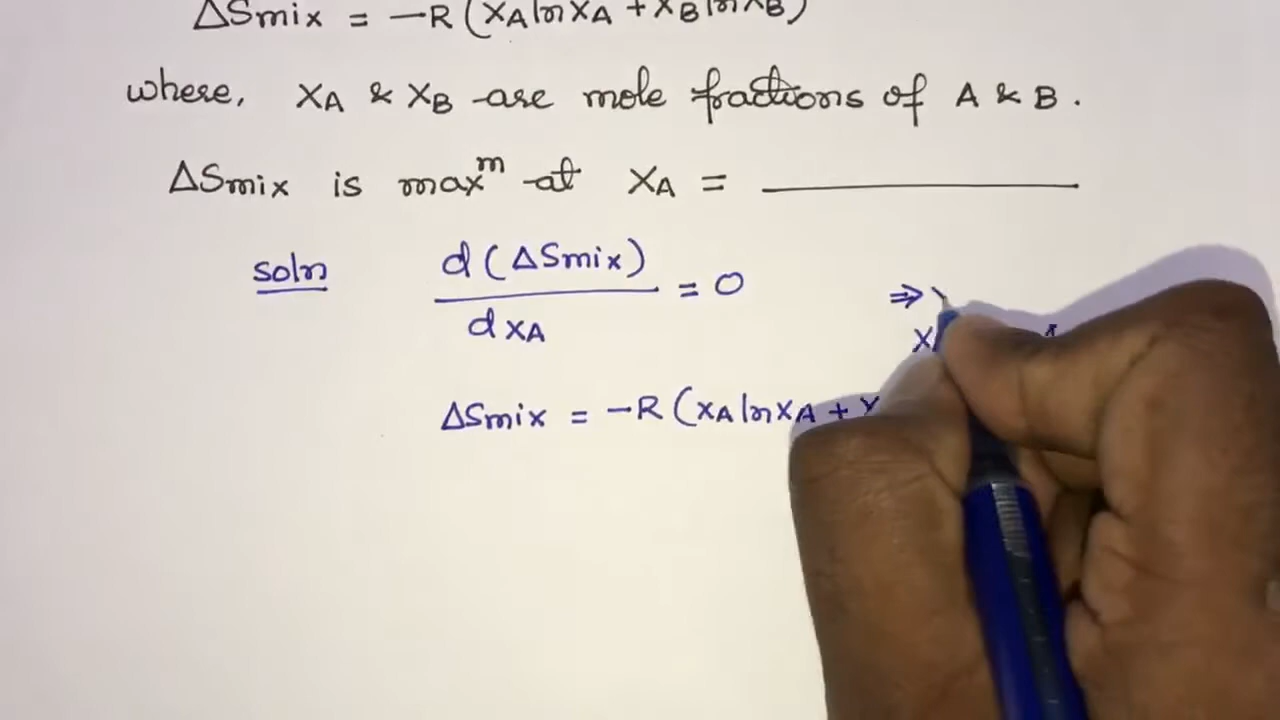 ΔSmix = -R (XA ln XA + XB ln XB)
where, XA & XB are mole fractions of A & B.
ΔSmix is maxᵐ at XA = ________
soln d (ΔSmix) / dXA = 0 ⇒
ΔSmix = -R (XA ln XA +